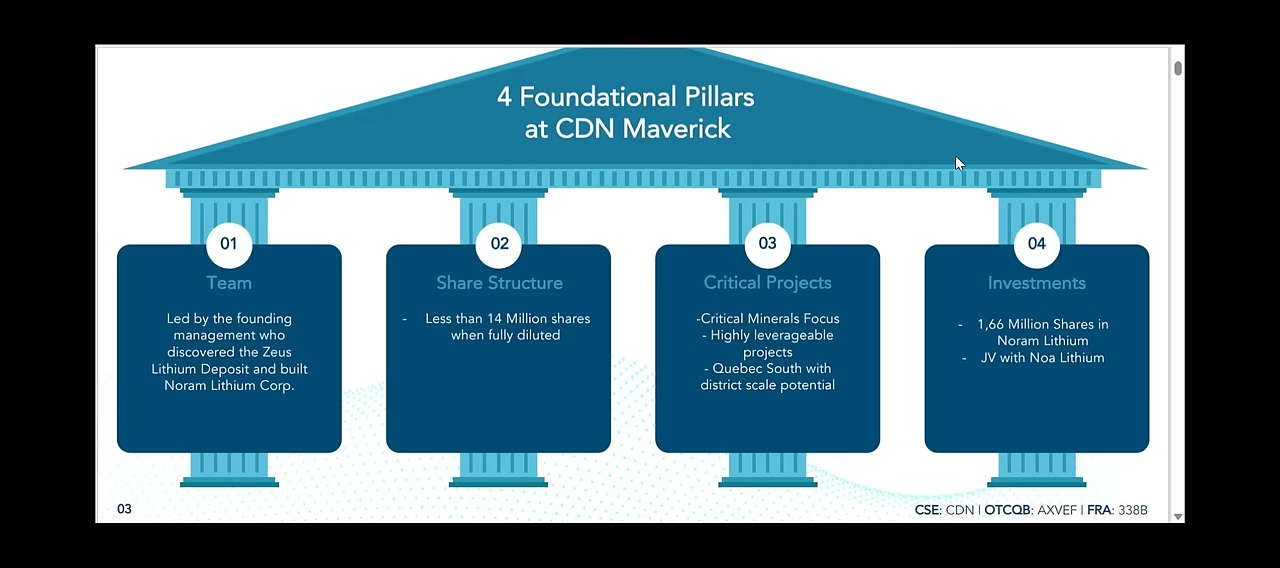 4 Foundational Pillars
at CDN Maverick
01
Team
Led by the founding
management who
discovered the Zeus
Lithium Deposit and built
Noram Lithium Corp.
02
Share Structure
- Less than 14 Million shares
when fully diluted
03
Critical Projects
-Critical Minerals Focus
- Highly leverageable
projects
- Quebec South with
district scale potential
04
Investments
- 1,66 Million Shares in
Noram Lithium
- JV with Noa Lithium
03
CSE: CDN | OTCQB: AXVEF | FRA: 338B